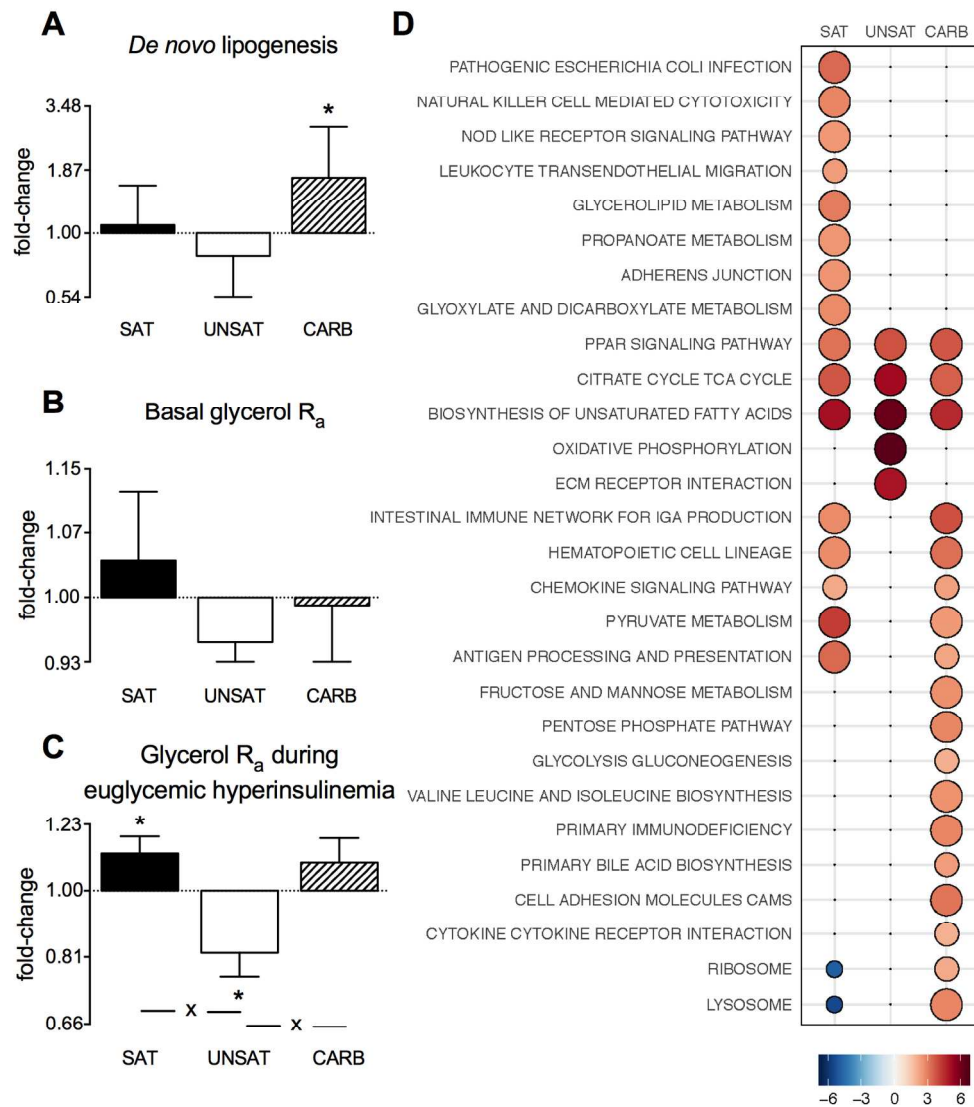 A
De novo lipogenesis
fold-change
3.48
1.87
1.00
0.54
*
SAT UNSAT CARB
B
Basal glycerol Ra
fold-change
1.15
1.07
1.00
0.93
SAT UNSAT CARB
C
Glycerol Ra during
euglycemic hyperinsulinemia
fold-change
1.23
1.00
0.81
0.66
*
*
x
x
SAT UNSAT CARB
D
SAT UNSAT CARB
PATHOGENIC ESCHERICHIA COLI INFECTION
NATURAL KILLER CELL MEDIATED CYTOTOXICITY
NOD LIKE RECEPTOR SIGNALING PATHWAY
LEUKOCYTE TRANSENDOTHELIAL MIGRATION
GLYCEROLIPID METABOLISM
PROPANOATE METABOLISM
ADHERENS JUNCTION
GLYOXYLATE AND DICARBOXYLATE METABOLISM
PPAR SIGNALING PATHWAY
CITRATE CYCLE TCA CYCLE
BIOSYNTHESIS OF UNSATURATED FATTY ACIDS
OXIDATIVE PHOSPHORYLATION
ECM RECEPTOR INTERACTION
INTESTINAL IMMUNE NETWORK FOR IGA PRODUCTION
HEMATOPOIETIC CELL LINEAGE
CHEMOKINE SIGNALING PATHWAY
PYRUVATE METABOLISM
ANTIGEN PROCESSING AND PRESENTATION
FRUCTOSE AND MANNOSE METABOLISM
PENTOSE PHOSPHATE PATHWAY
GLYCOLYSIS GLUCONEOGENESIS
VALINE LEUCINE AND ISOLEUCINE BIOSYNTHESIS
PRIMARY IMMUNODEFICIENCY
PRIMARY BILE ACID BIOSYNTHESIS
CELL ADHESION MOLECULES CAMS
CYTOKINE CYTOKINE RECEPTOR INTERACTION
RIBOSOME
LYSOSOME
−6 −3 0 3 6